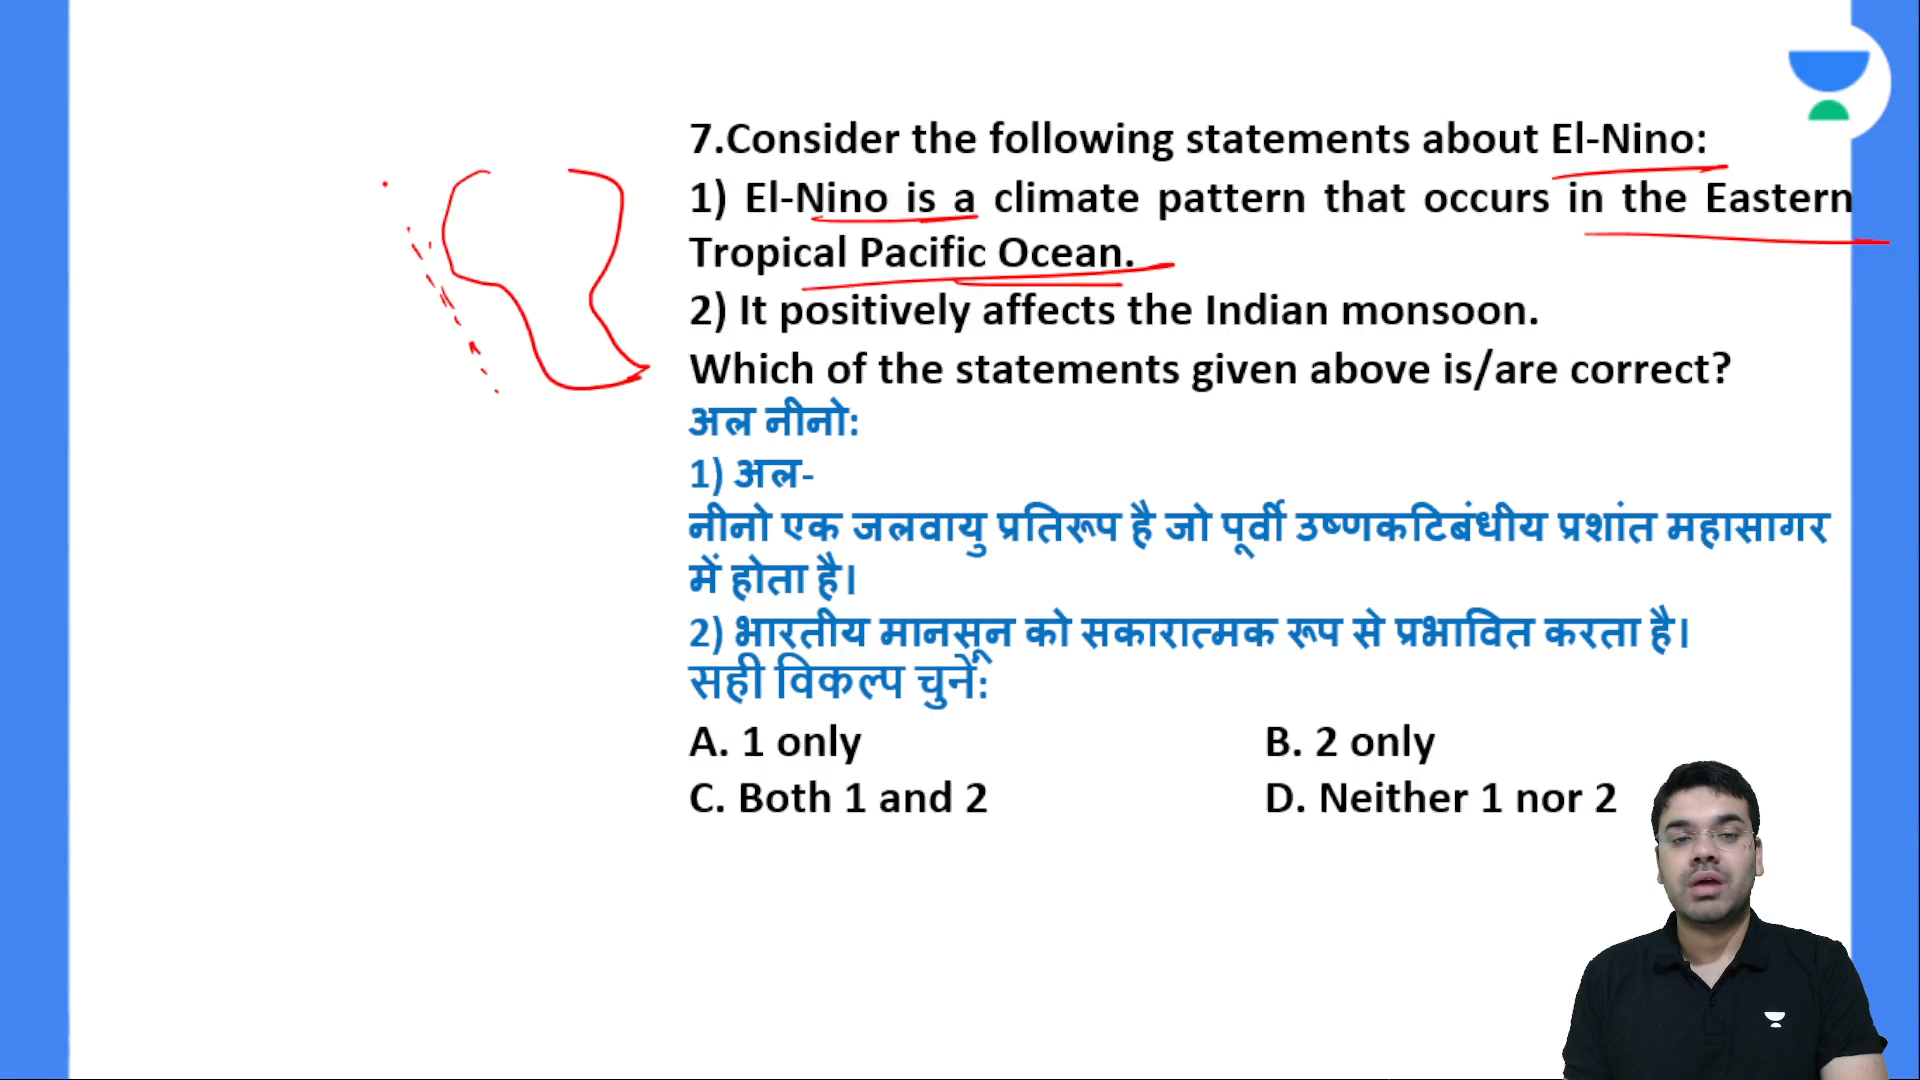 7.Consider the following statements about El-Nino:
1) El-Nino is a climate pattern that occurs in the Eastern
Tropical Pacific Ocean.
2) It positively affects the Indian monsoon.
Which of the statements given above is/are correct?
अल नीनो:
1) अल-
नीनो एक जलवायु प्रतिरूप है जो पूर्वी उष्णकटिबंधीय प्रशांत महासागर
में होता है।
2) भारतीय मानसून को सकारात्मक रूप से प्रभावित करता है।
सही विकल्प चुनें:
A. 1 only
B. 2 only
C. Both 1 and 2
D. Neither 1 nor 2